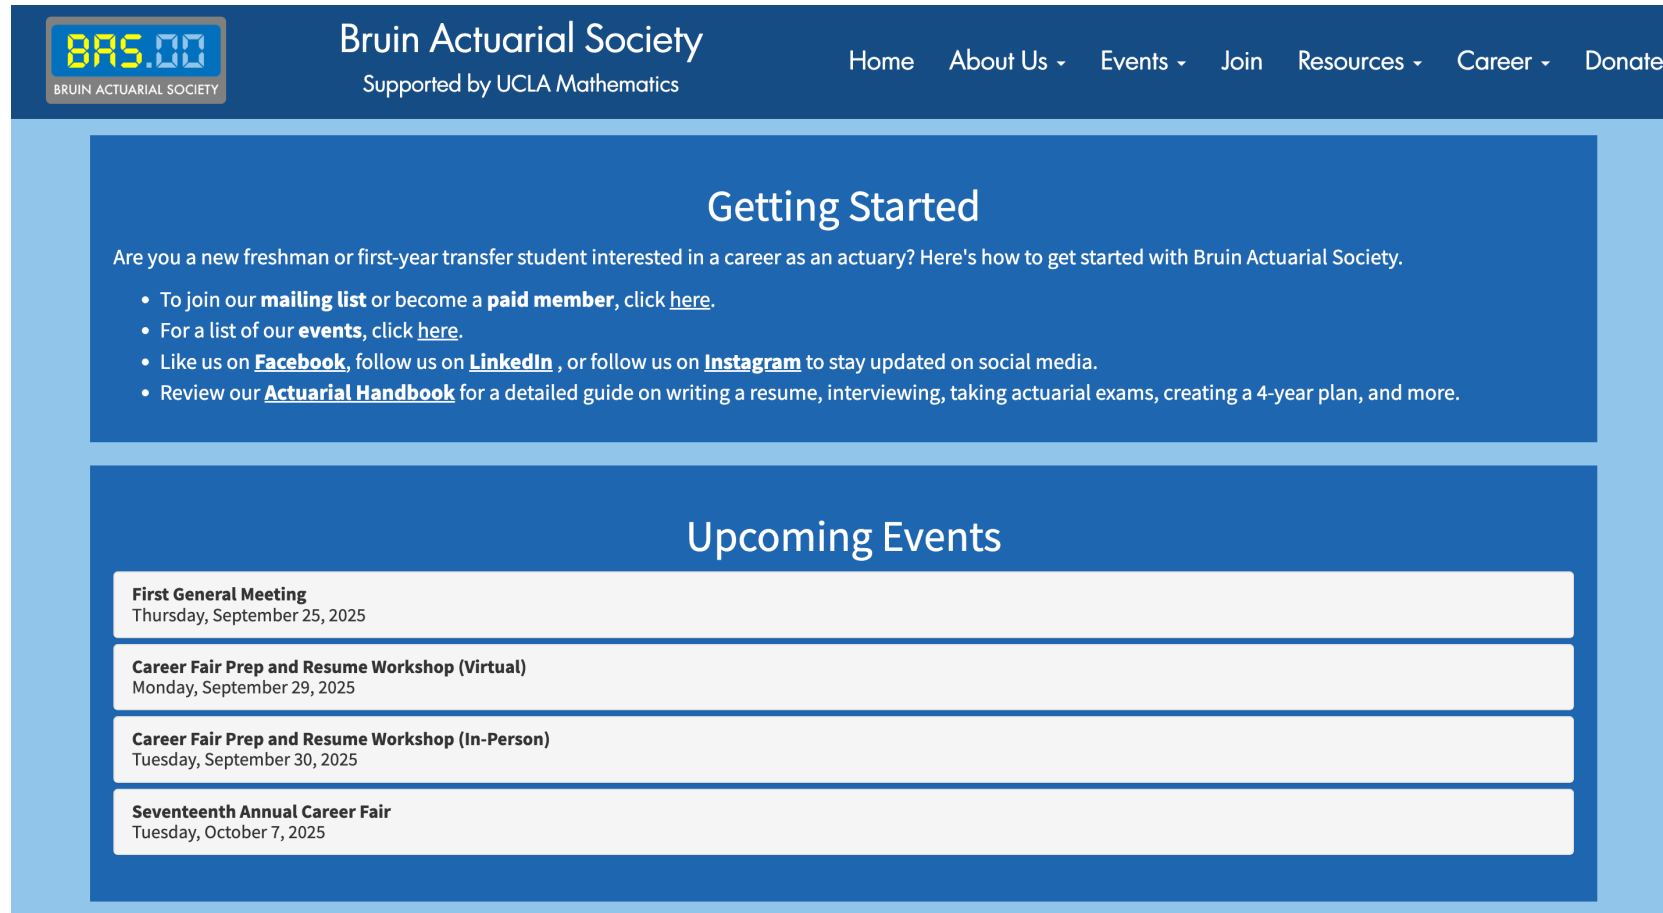 BAS.00
BRUIN ACTUARIAL SOCIETY
Bruin Actuarial Society
Supported by UCLA Mathematics
Home About Us Events Join Resources Career Donate
Getting Started
Are you a new freshman or first-year transfer student interested in a career as an actuary? Here's how to get started with Bruin Actuarial Society.
• To join our mailing list or become a paid member, click here.
• For a list of our events, click here.
• Like us on Facebook, follow us on LinkedIn , or follow us on Instagram to stay updated on social media.
• Review our Actuarial Handbook for a detailed guide on writing a resume, interviewing, taking actuarial exams, creating a 4-year plan, and more.
Upcoming Events
First General Meeting
Thursday, September 25, 2025
Career Fair Prep and Resume Workshop (Virtual)
Monday, September 29, 2025
Career Fair Prep and Resume Workshop (In-Person)
Tuesday, September 30, 2025
Seventeenth Annual Career Fair
Tuesday, October 7, 2025